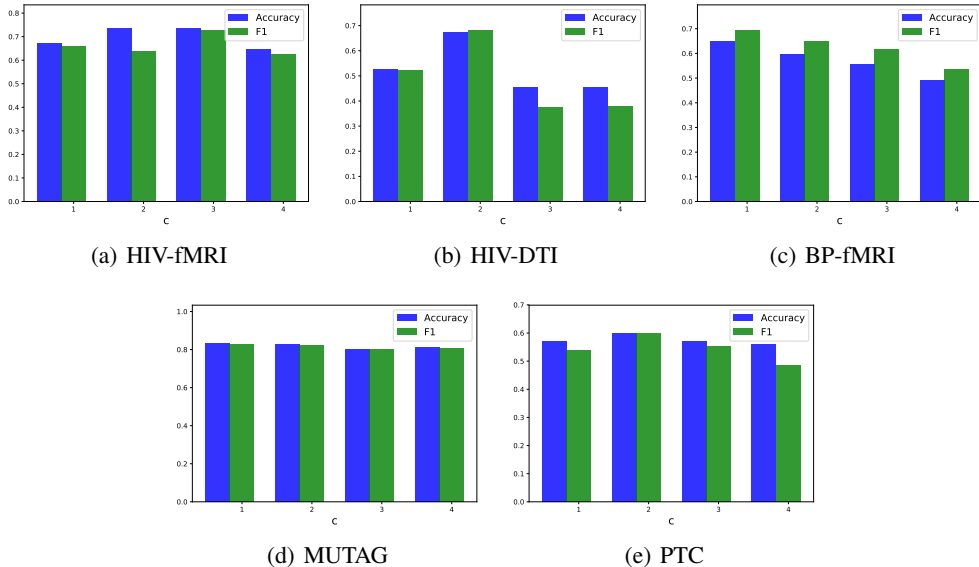 0.8
0.7
0.6
0.5
0.4
0.3
0.2
0.1
0.0
Accuracy
F1
1 2 3 4
c
(a) HIV-fMRI
0.7
0.6
0.5
0.4
0.3
0.2
0.1
0.0
Accuracy
F1
1 2 3 4
c
(b) HIV-DTI
0.7
0.6
0.5
0.4
0.3
0.2
0.1
0.0
Accuracy
F1
1 2 3 4
c
(c) BP-fMRI
1.0
0.8
0.6
0.4
0.2
0.0
Accuracy
F1
1 2 3 4
c
(d) MUTAG
0.7
0.6
0.5
0.4
0.3
0.2
0.1
0.0
Accuracy
F1
1 2 3 4
c
(e) PTC